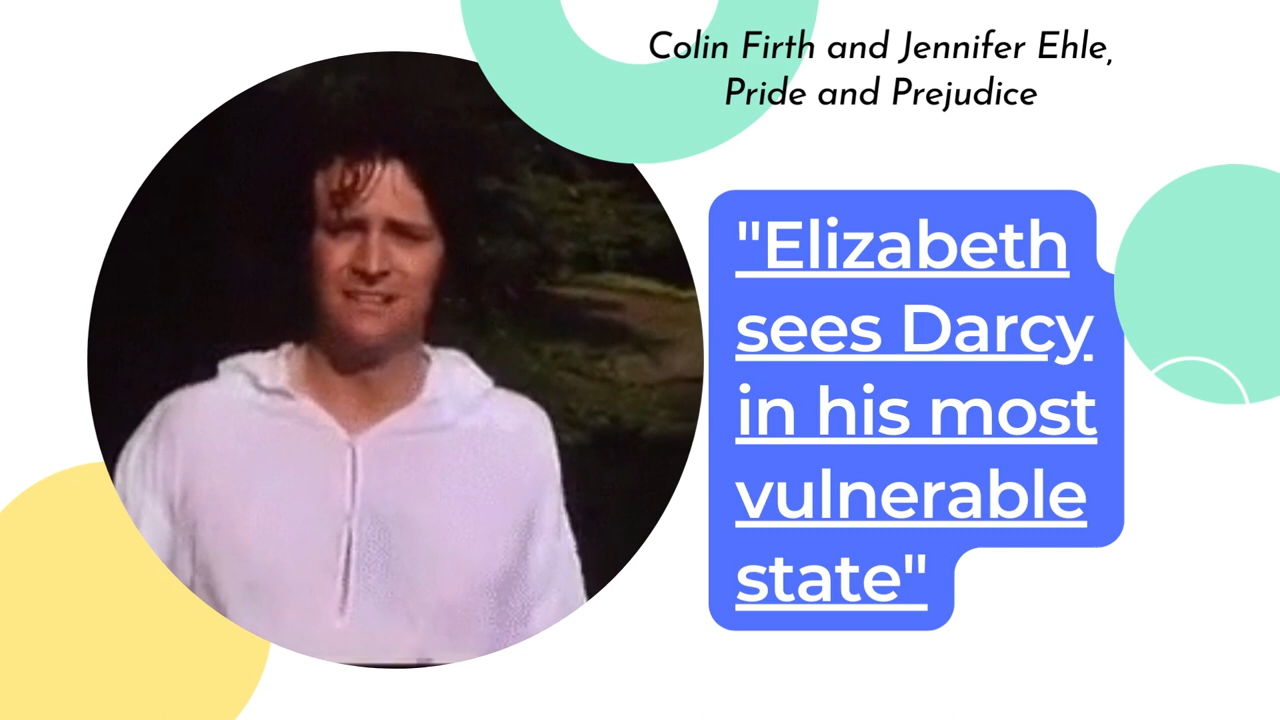 Colin Firth and Jennifer Ehle,
Pride and Prejudice
"Elizabeth
sees Darcy
in his most
vulnerable
state"